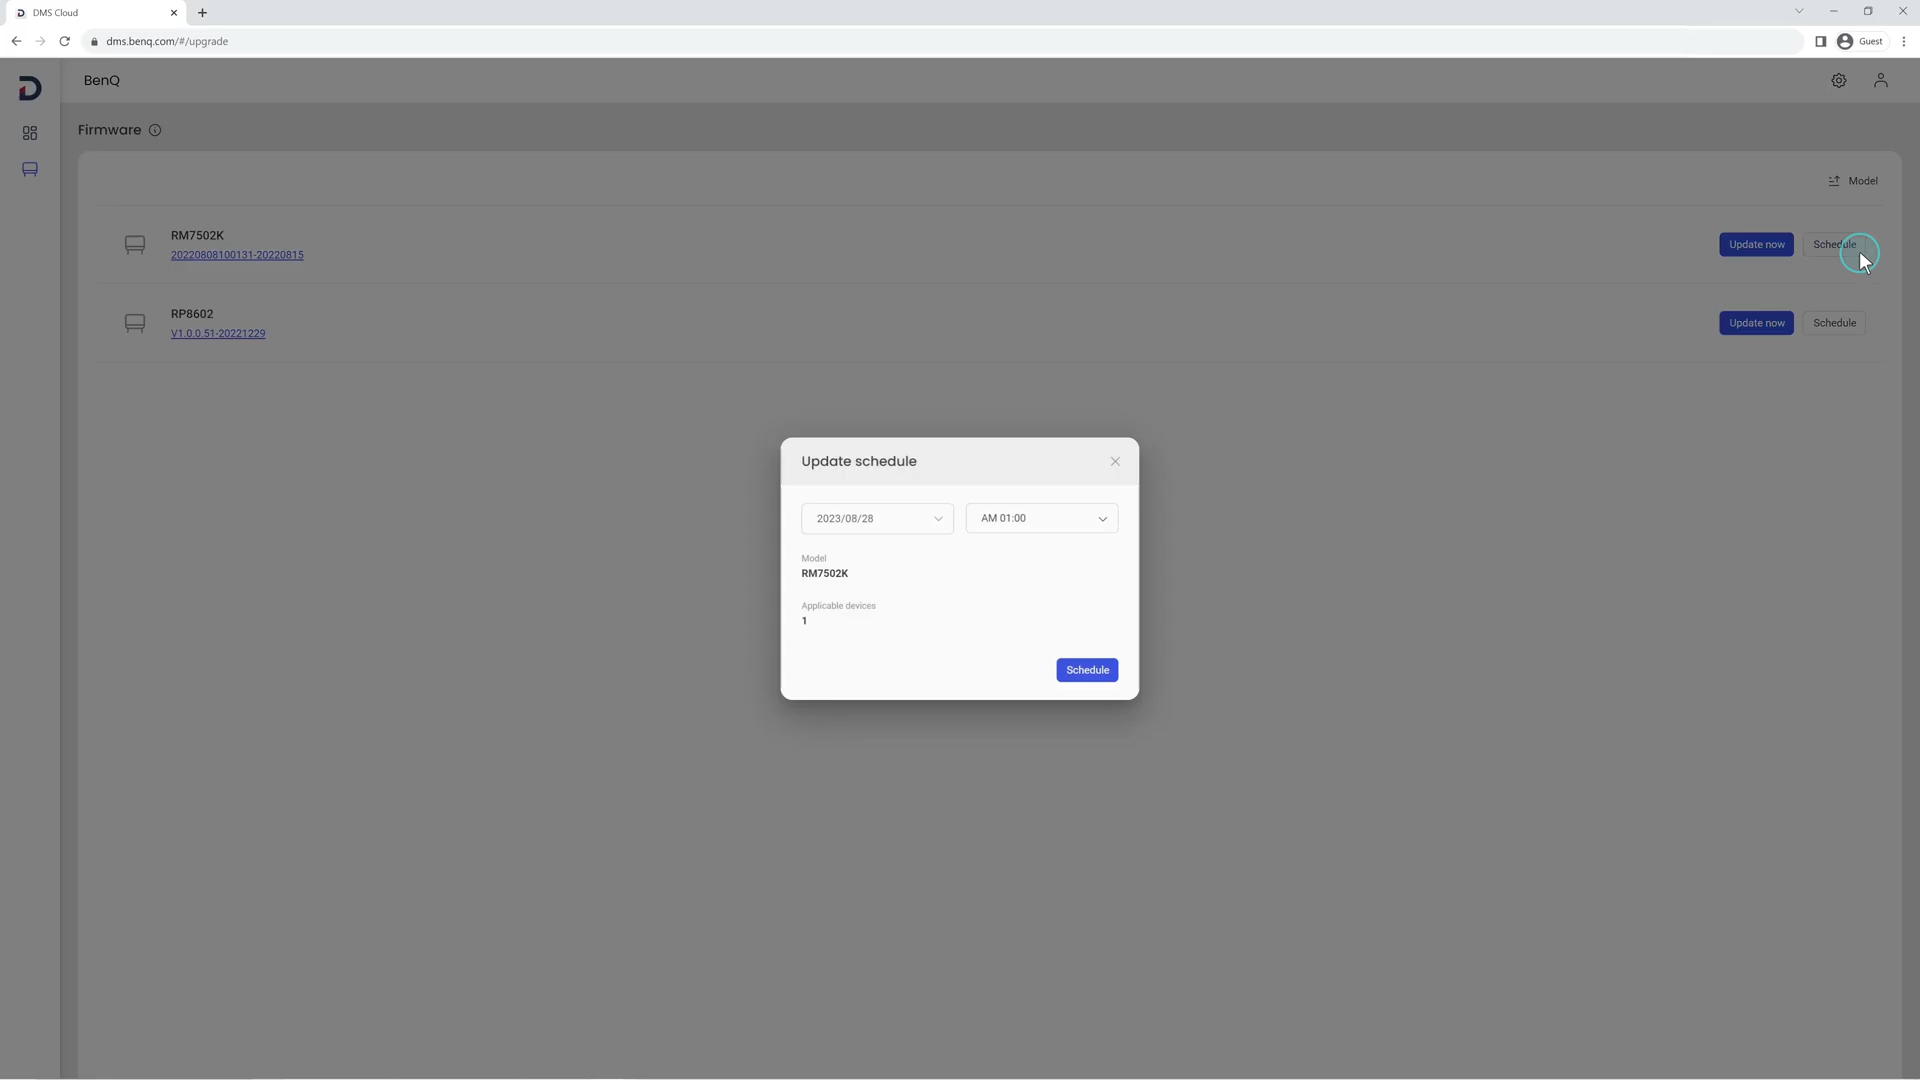 DMS Cloud
dms.benq.com/#/upgrade
Guest
BenQ
Firmware
Model
RM7502K
20220808100131-20220815
Update now
Schedule
RP8602
V1.0.0.51-20221229
Update now
Schedule
Update schedule
2023/08/28
AM 01:00
Model
RM7502K
Applicable devices
1
Schedule